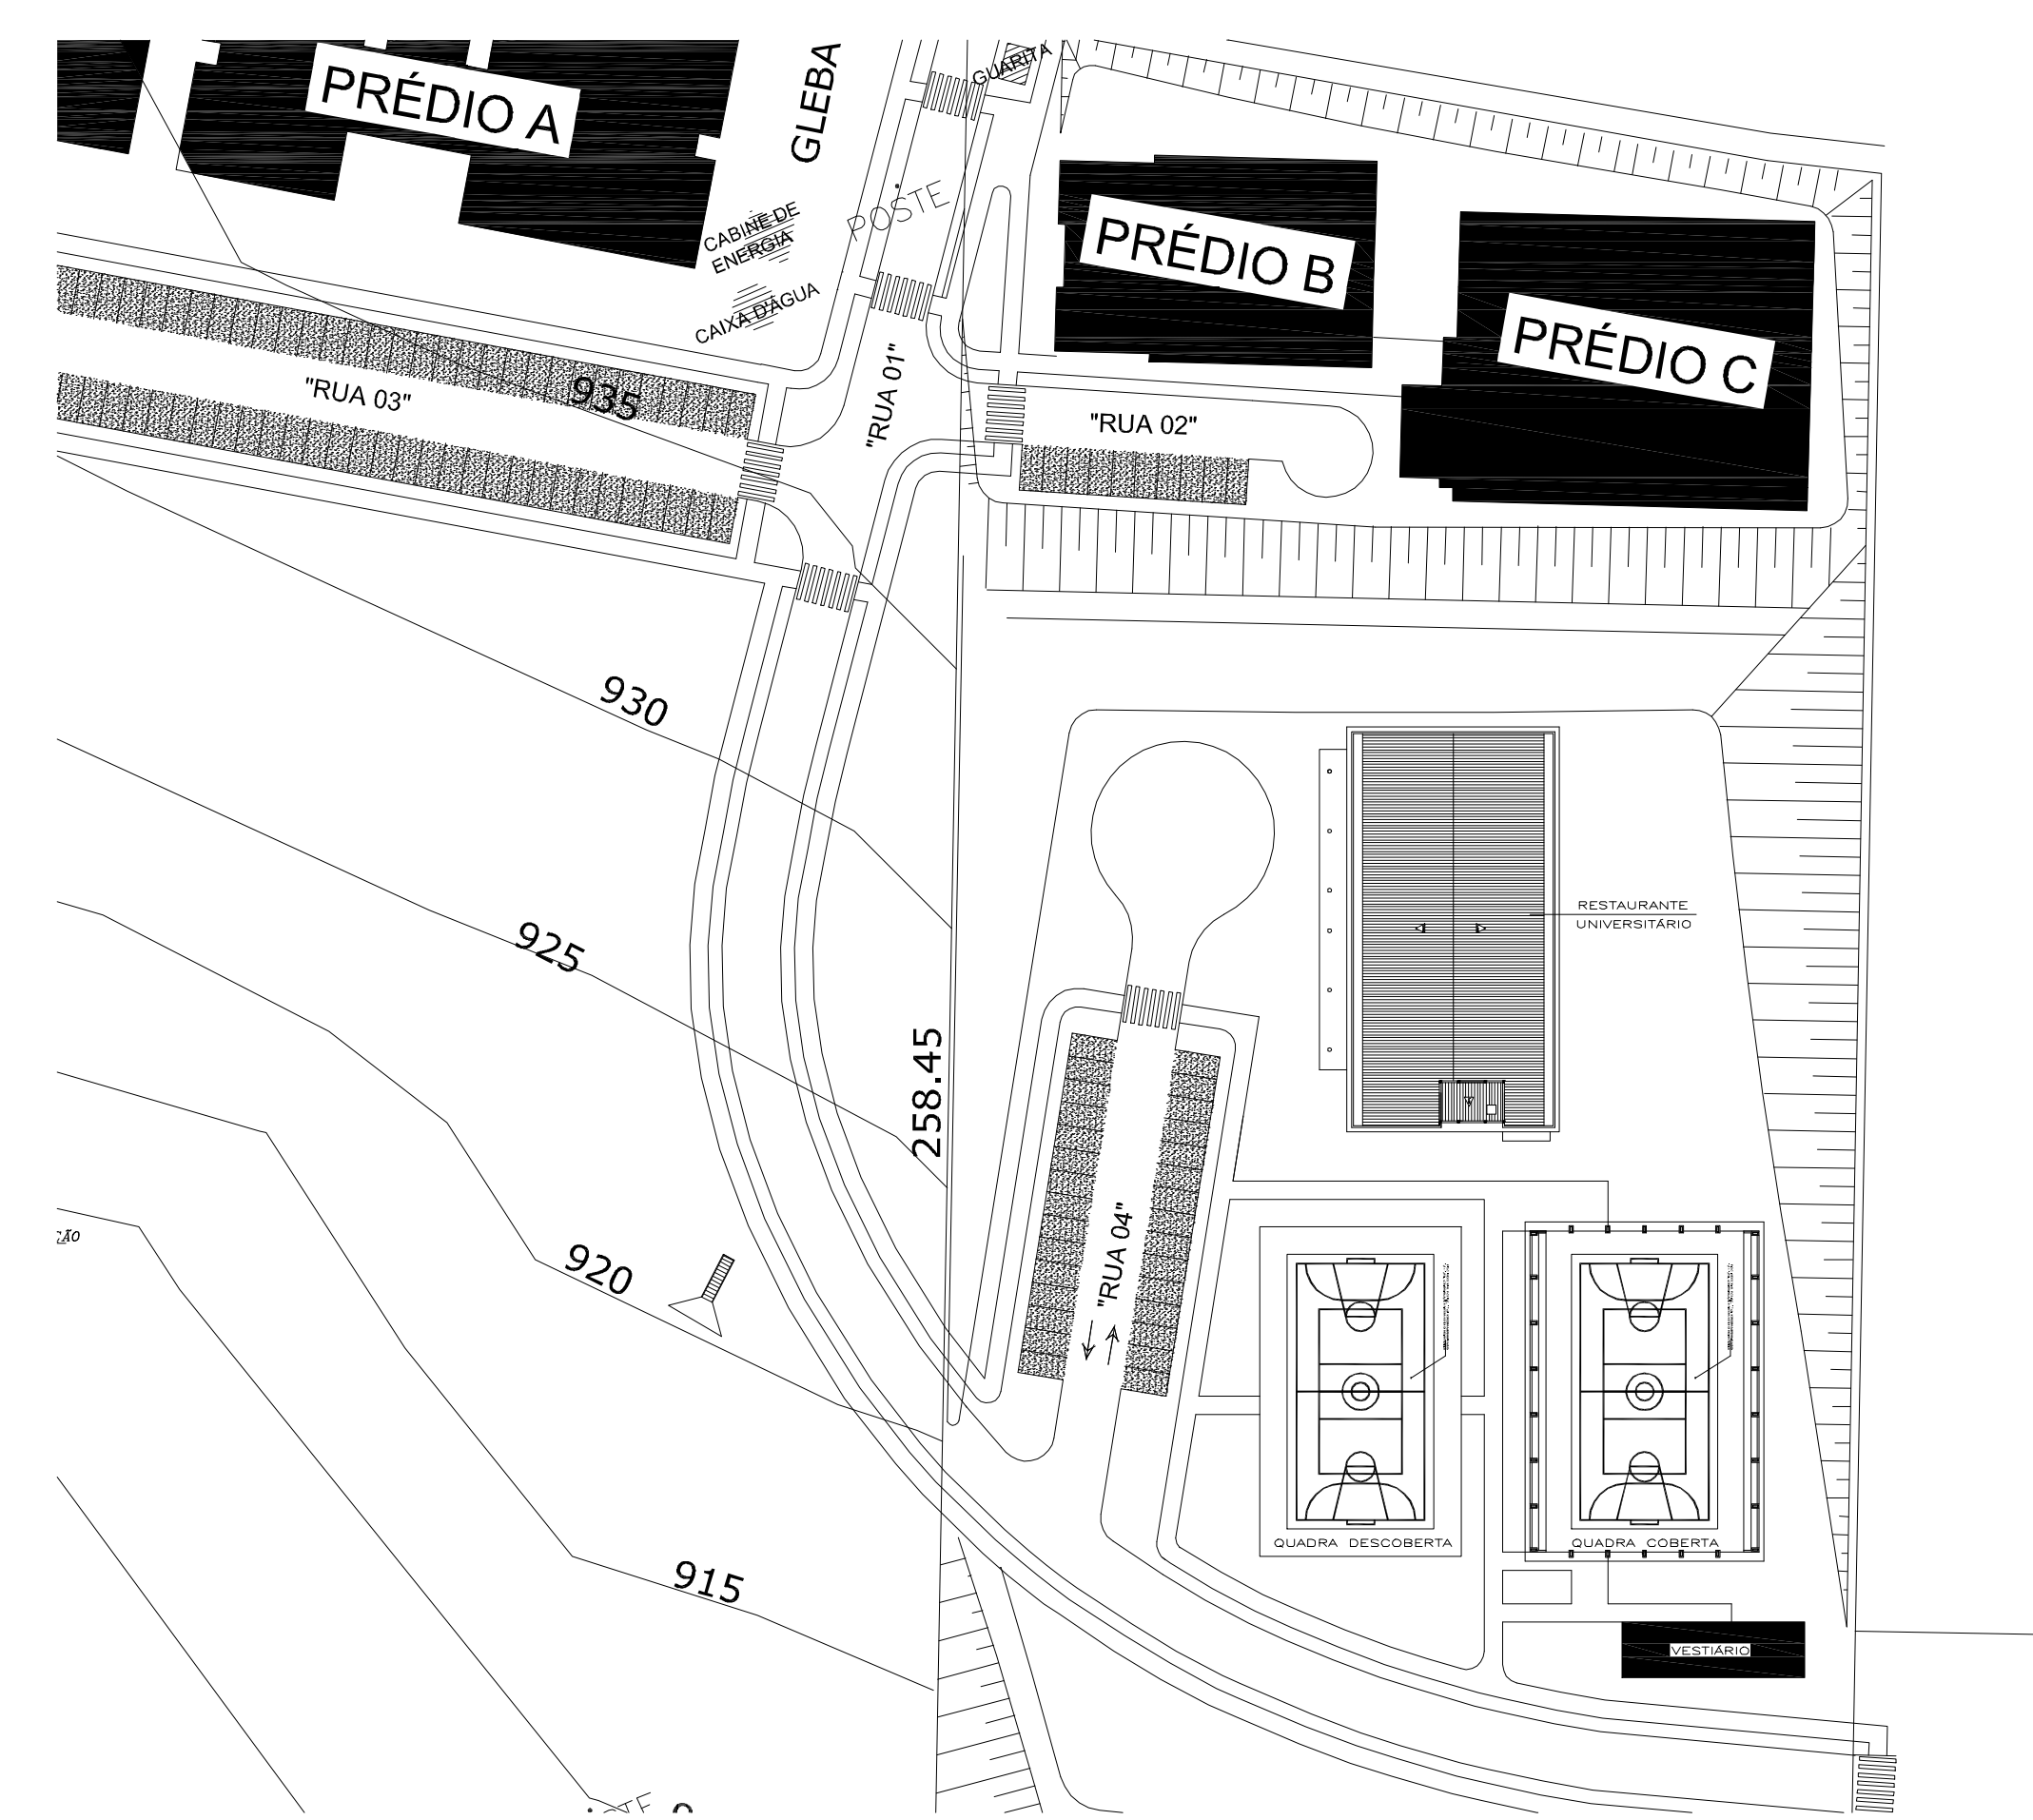 PRÉDIO A
GLEBA
GUARITA
POSTE
CABINE DE
ENERGIA
CAIXA D'ÁGUA
PRÉDIO B
PRÉDIO C
"RUA 03"
935
"RUA 01"
"RUA 02"
930
925
RESTAURANTE
UNIVERSITÁRIO
258.45
920
"RUA 04"
QUADRA DESCOBERTA
QUADRA COBERTA
915
VESTIÁRIO